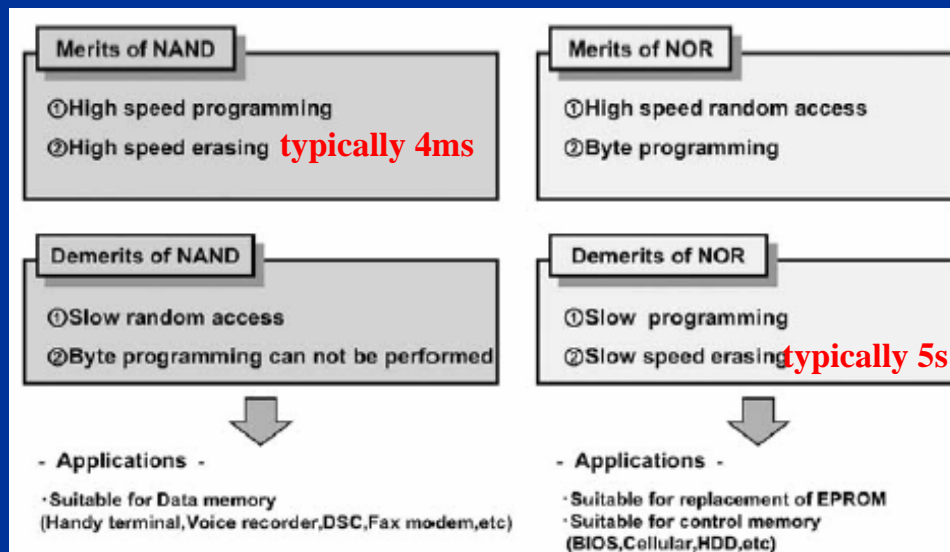 Merits of NAND
①High speed programming
②High speed erasing typically 4ms
Merits of NOR
①High speed random access
②Byte programming
Demerits of NAND
①Slow random access
②Byte programming can not be performed
Demerits of NOR
①Slow programming
②Slow speed erasing typically 5s
- Applications -
·Suitable for Data memory
(Handy terminal,Voice recorder,DSC,Fax modem,etc)
- Applications -
·Suitable for replacement of EPROM
·Suitable for control memory
(BIOS,Cellular,HDD,etc)